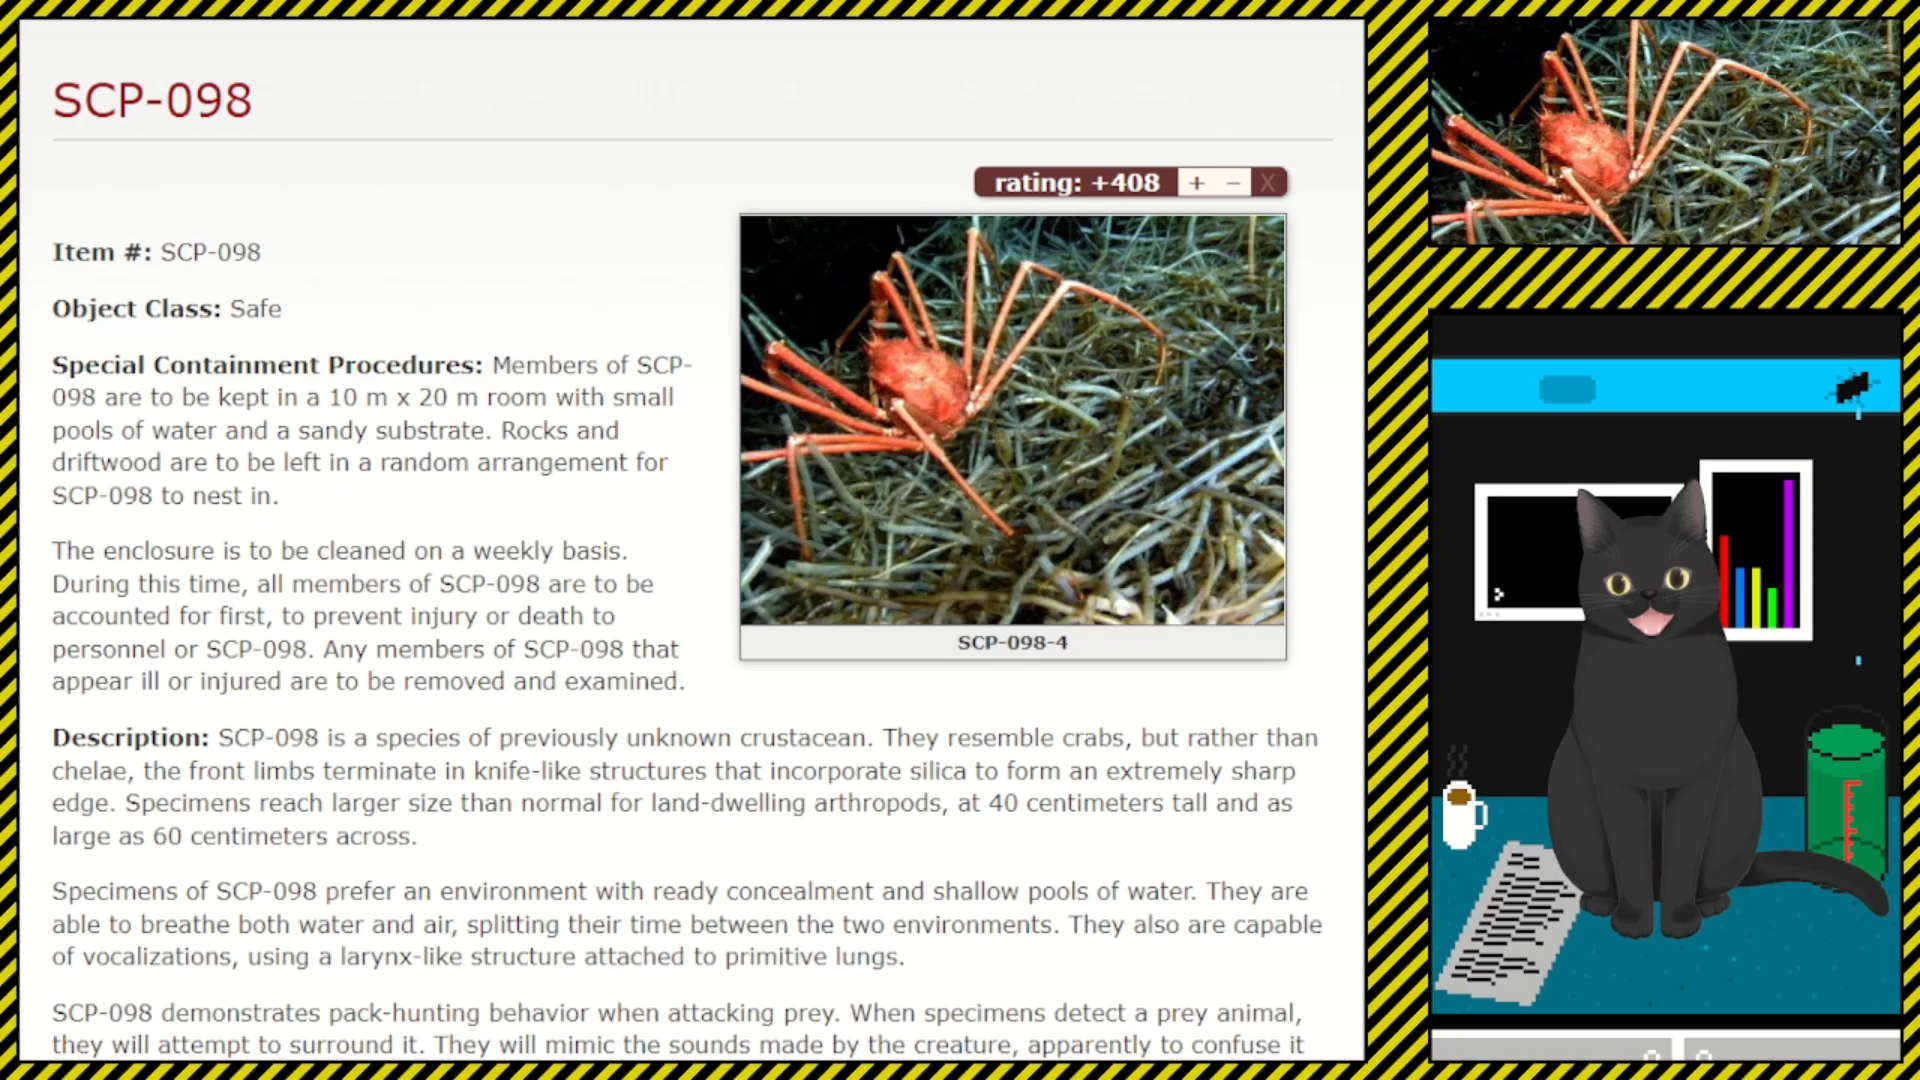 SCP-098
rating: +408 + − X
Item #: SCP-098
Object Class: Safe
Special Containment Procedures: Members of SCP-
098 are to be kept in a 10 m x 20 m room with small
pools of water and a sandy substrate. Rocks and
driftwood are to be left in a random arrangement for
SCP-098 to nest in.
The enclosure is to be cleaned on a weekly basis.
During this time, all members of SCP-098 are to be
accounted for first, to prevent injury or death to
personnel or SCP-098. Any members of SCP-098 that
appear ill or injured are to be removed and examined.
SCP-098-4
Description: SCP-098 is a species of previously unknown crustacean. They resemble crabs, but rather than
chelae, the front limbs terminate in knife-like structures that incorporate silica to form an extremely sharp
edge. Specimens reach larger size than normal for land-dwelling arthropods, at 40 centimeters tall and as
large as 60 centimeters across.
Specimens of SCP-098 prefer an environment with ready concealment and shallow pools of water. They are
able to breathe both water and air, splitting their time between the two environments. They also are capable
of vocalizations, using a larynx-like structure attached to primitive lungs.
SCP-098 demonstrates pack-hunting behavior when attacking prey. When specimens detect a prey animal,
they will attempt to surround it. They will mimic the sounds made by the creature, apparently to confuse it